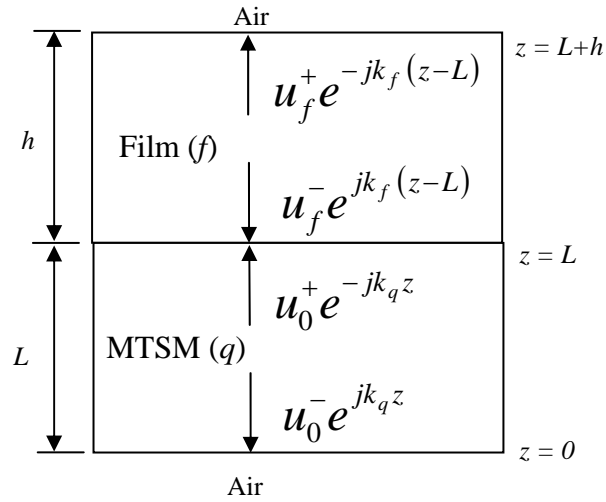 Air
z = L+h
u_f^+ e^{-jk_f(z-L)}
h
Film (f)
u_f^- e^{jk_f(z-L)}
z = L
u_0^+ e^{-jk_q z}
L
MTSM (q)
u_0^- e^{jk_q z}
z=0
Air